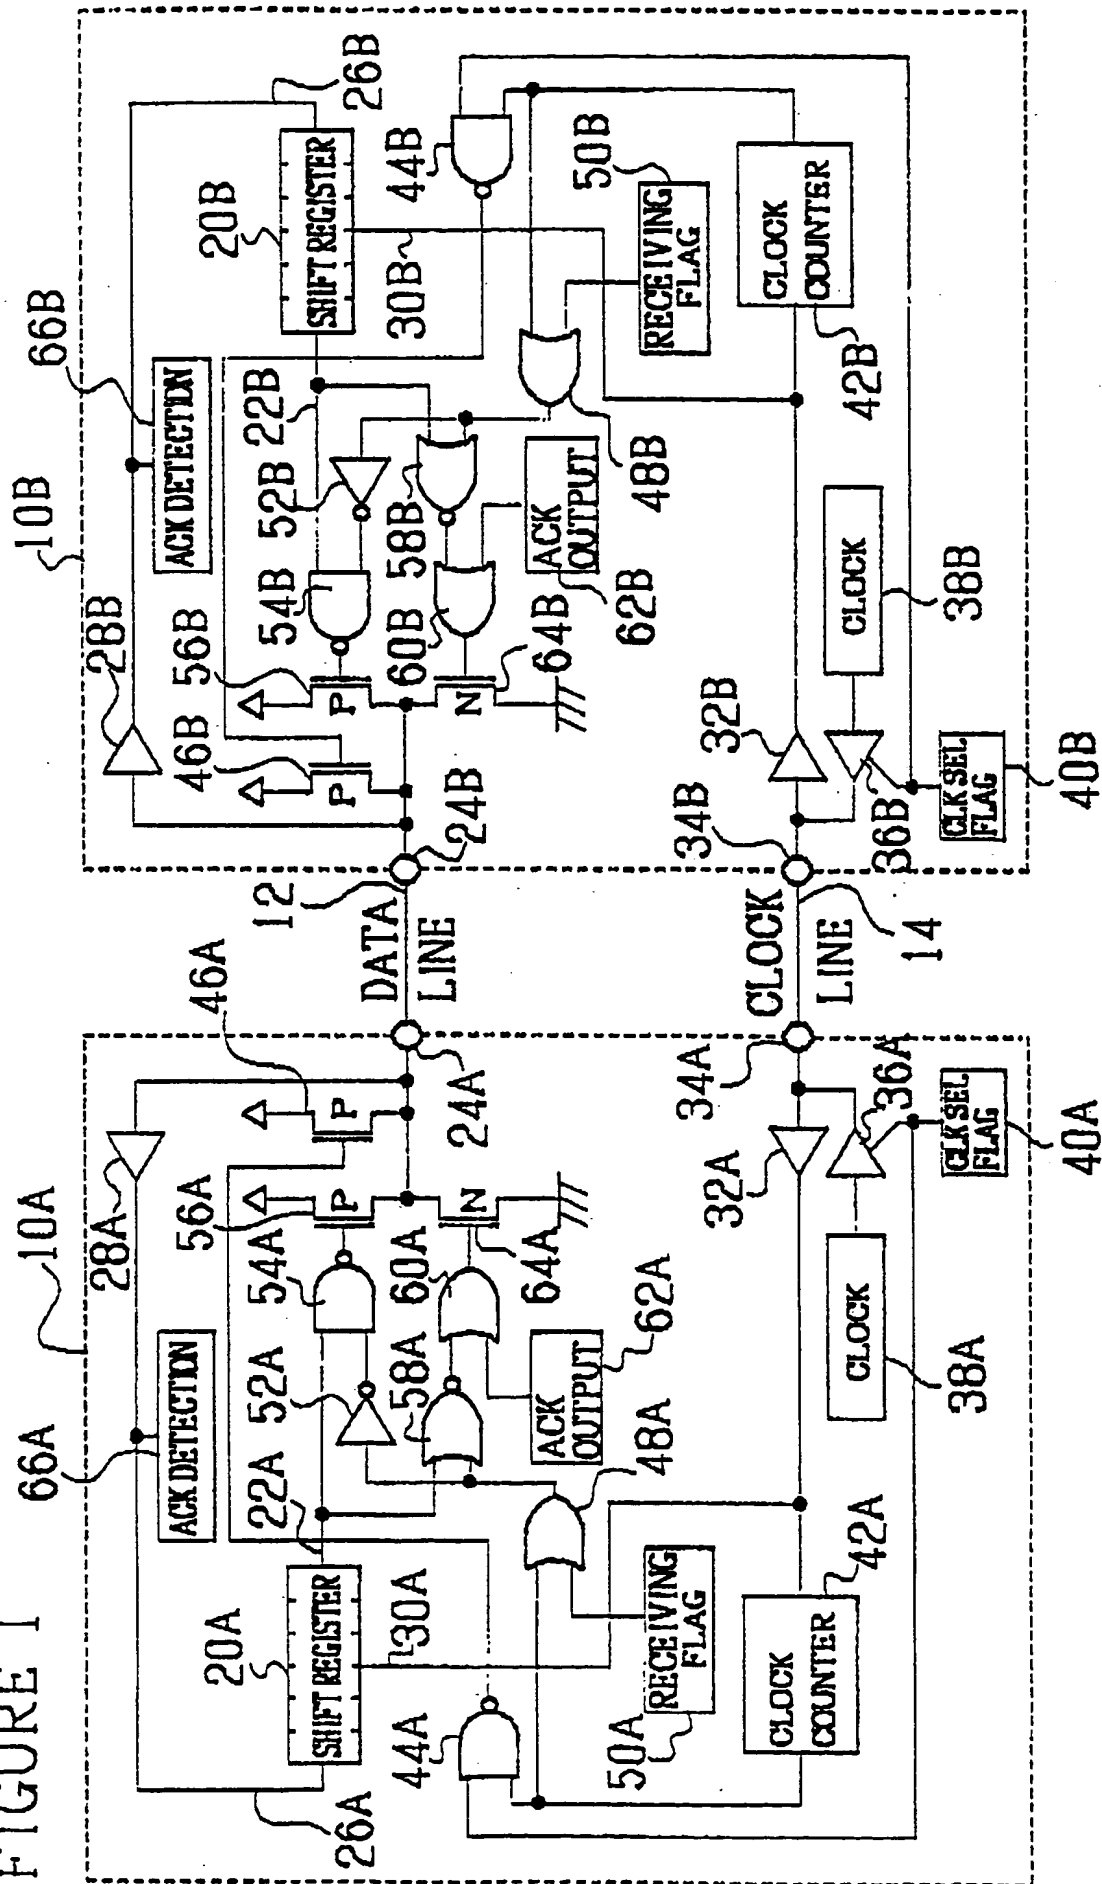 FIGURE 1
66A
10A
28A
ACK DETECTION
46A
56A
P
P
26A
20A
SHIFT REGISTER
22A
52A
54A
24A
30A
58A
60A
N
64A
44A
ACK
OUTPUT
62A
48A
50A
RECEIVING
FLAG
CLOCK
COUNTER
42A
32A
34A
36A
CLOCK
38A
CLK SEL
FLAG
40A
12
DATA
LINE
CLOCK
LINE
14
10B
66B
28B
ACK DETECTION
46B
56B
P
P
26B
20B
SHIFT REGISTER
22B
52B
54B
24B
30B
58B
60B
N
64B
44B
ACK
OUTPUT
62B
48B
50B
RECEIVING
FLAG
CLOCK
COUNTER
42B
32B
34B
36B
CLOCK
38B
CLK SEL
FLAG
40B